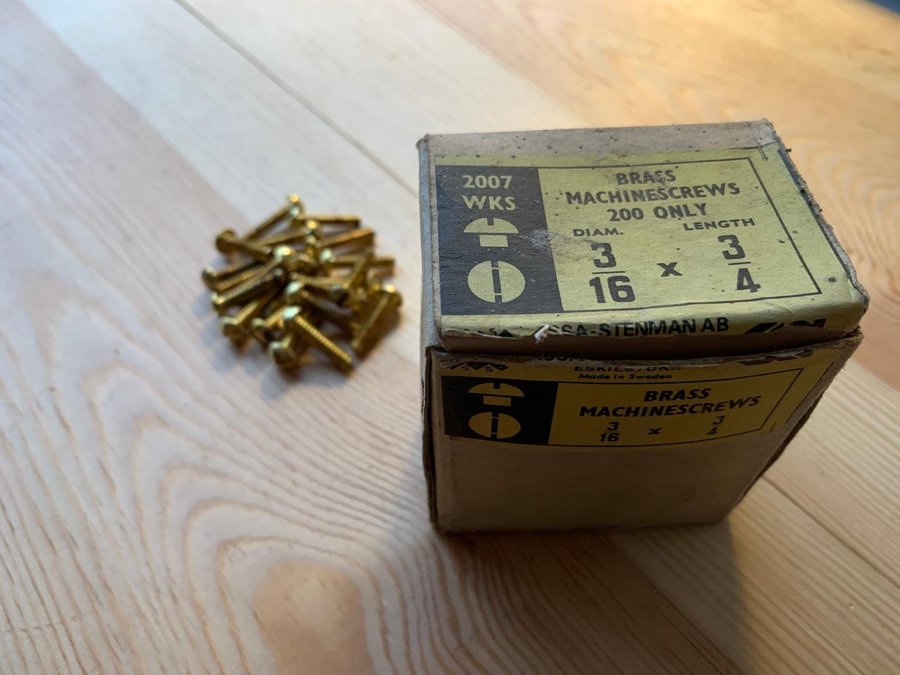 2007
WKS
BRASS
MACHINESCREWS
200 ONLY
DIAM. LENGTH
3/16 x 3/4
SSA-STENMAN AB
Made in Sweden
BRASS
MACHINESCREWS
3/16 x 3/4